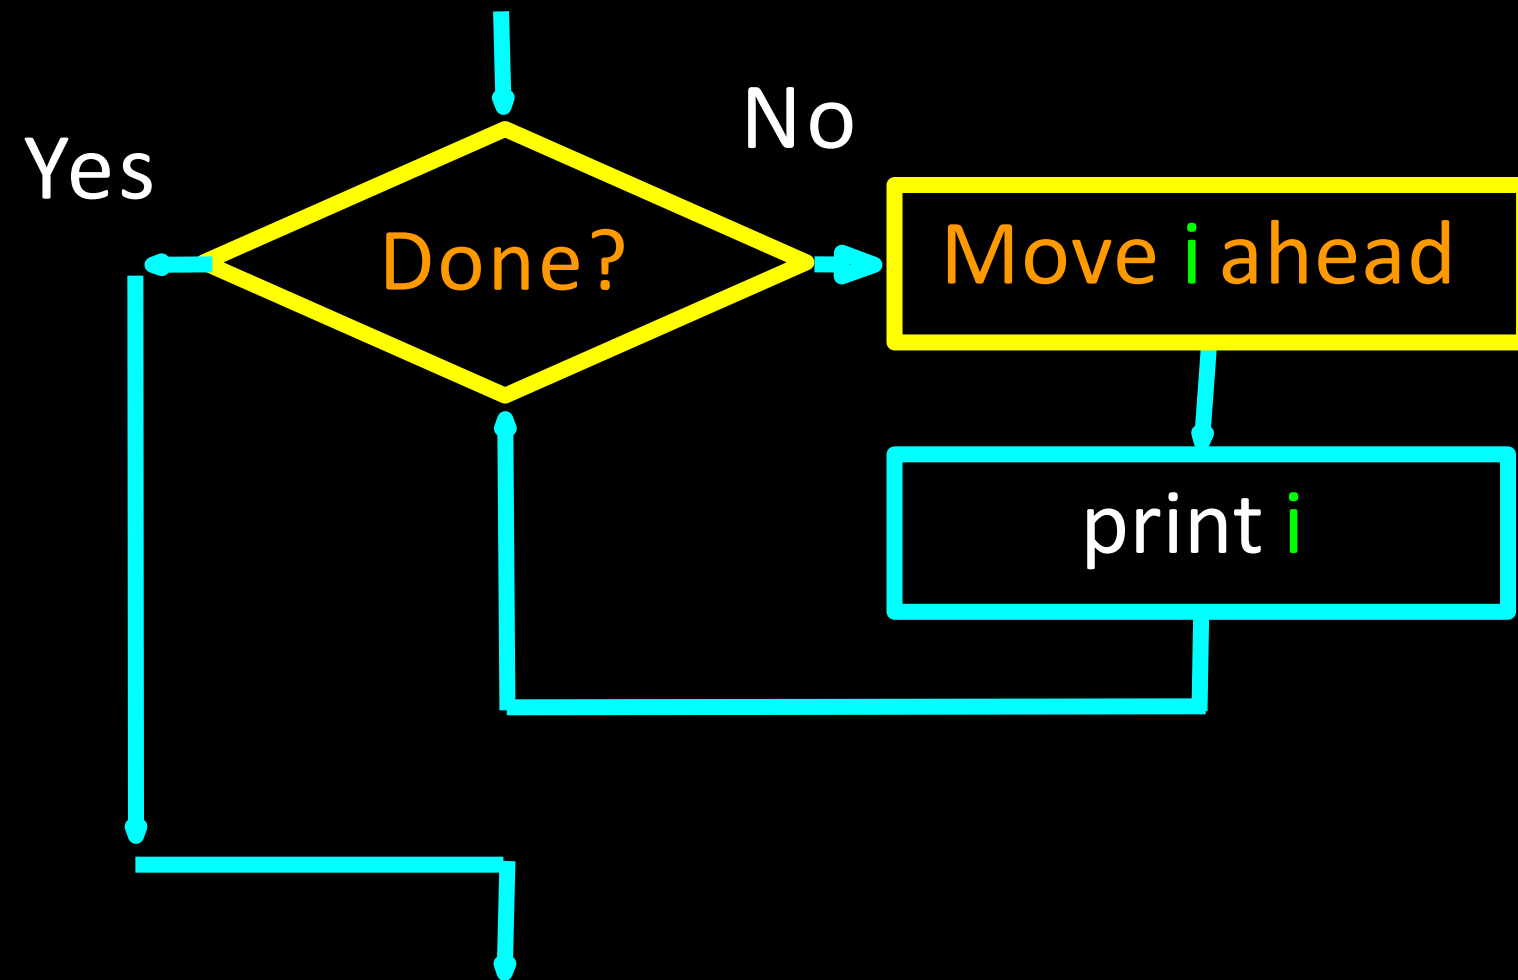 No
Yes
Done?
Move i ahead
print i